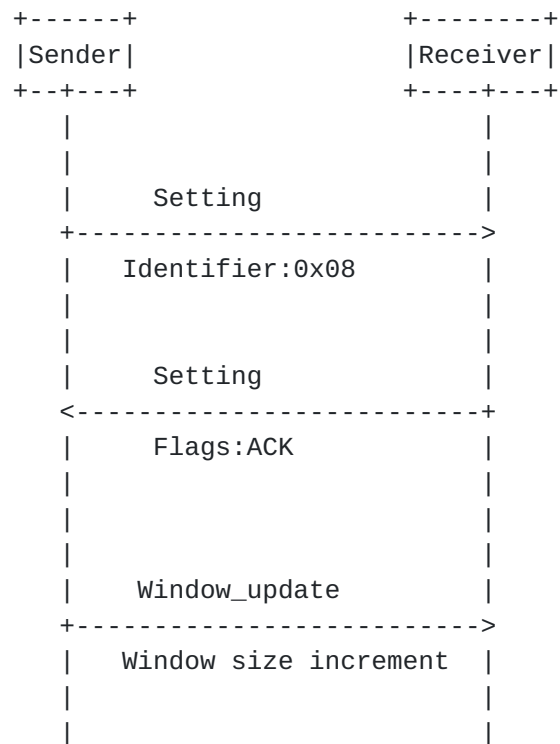 Sender Receiver
Setting
Identifier:0x08
Setting
Flags:ACK
Window_update
Window size increment